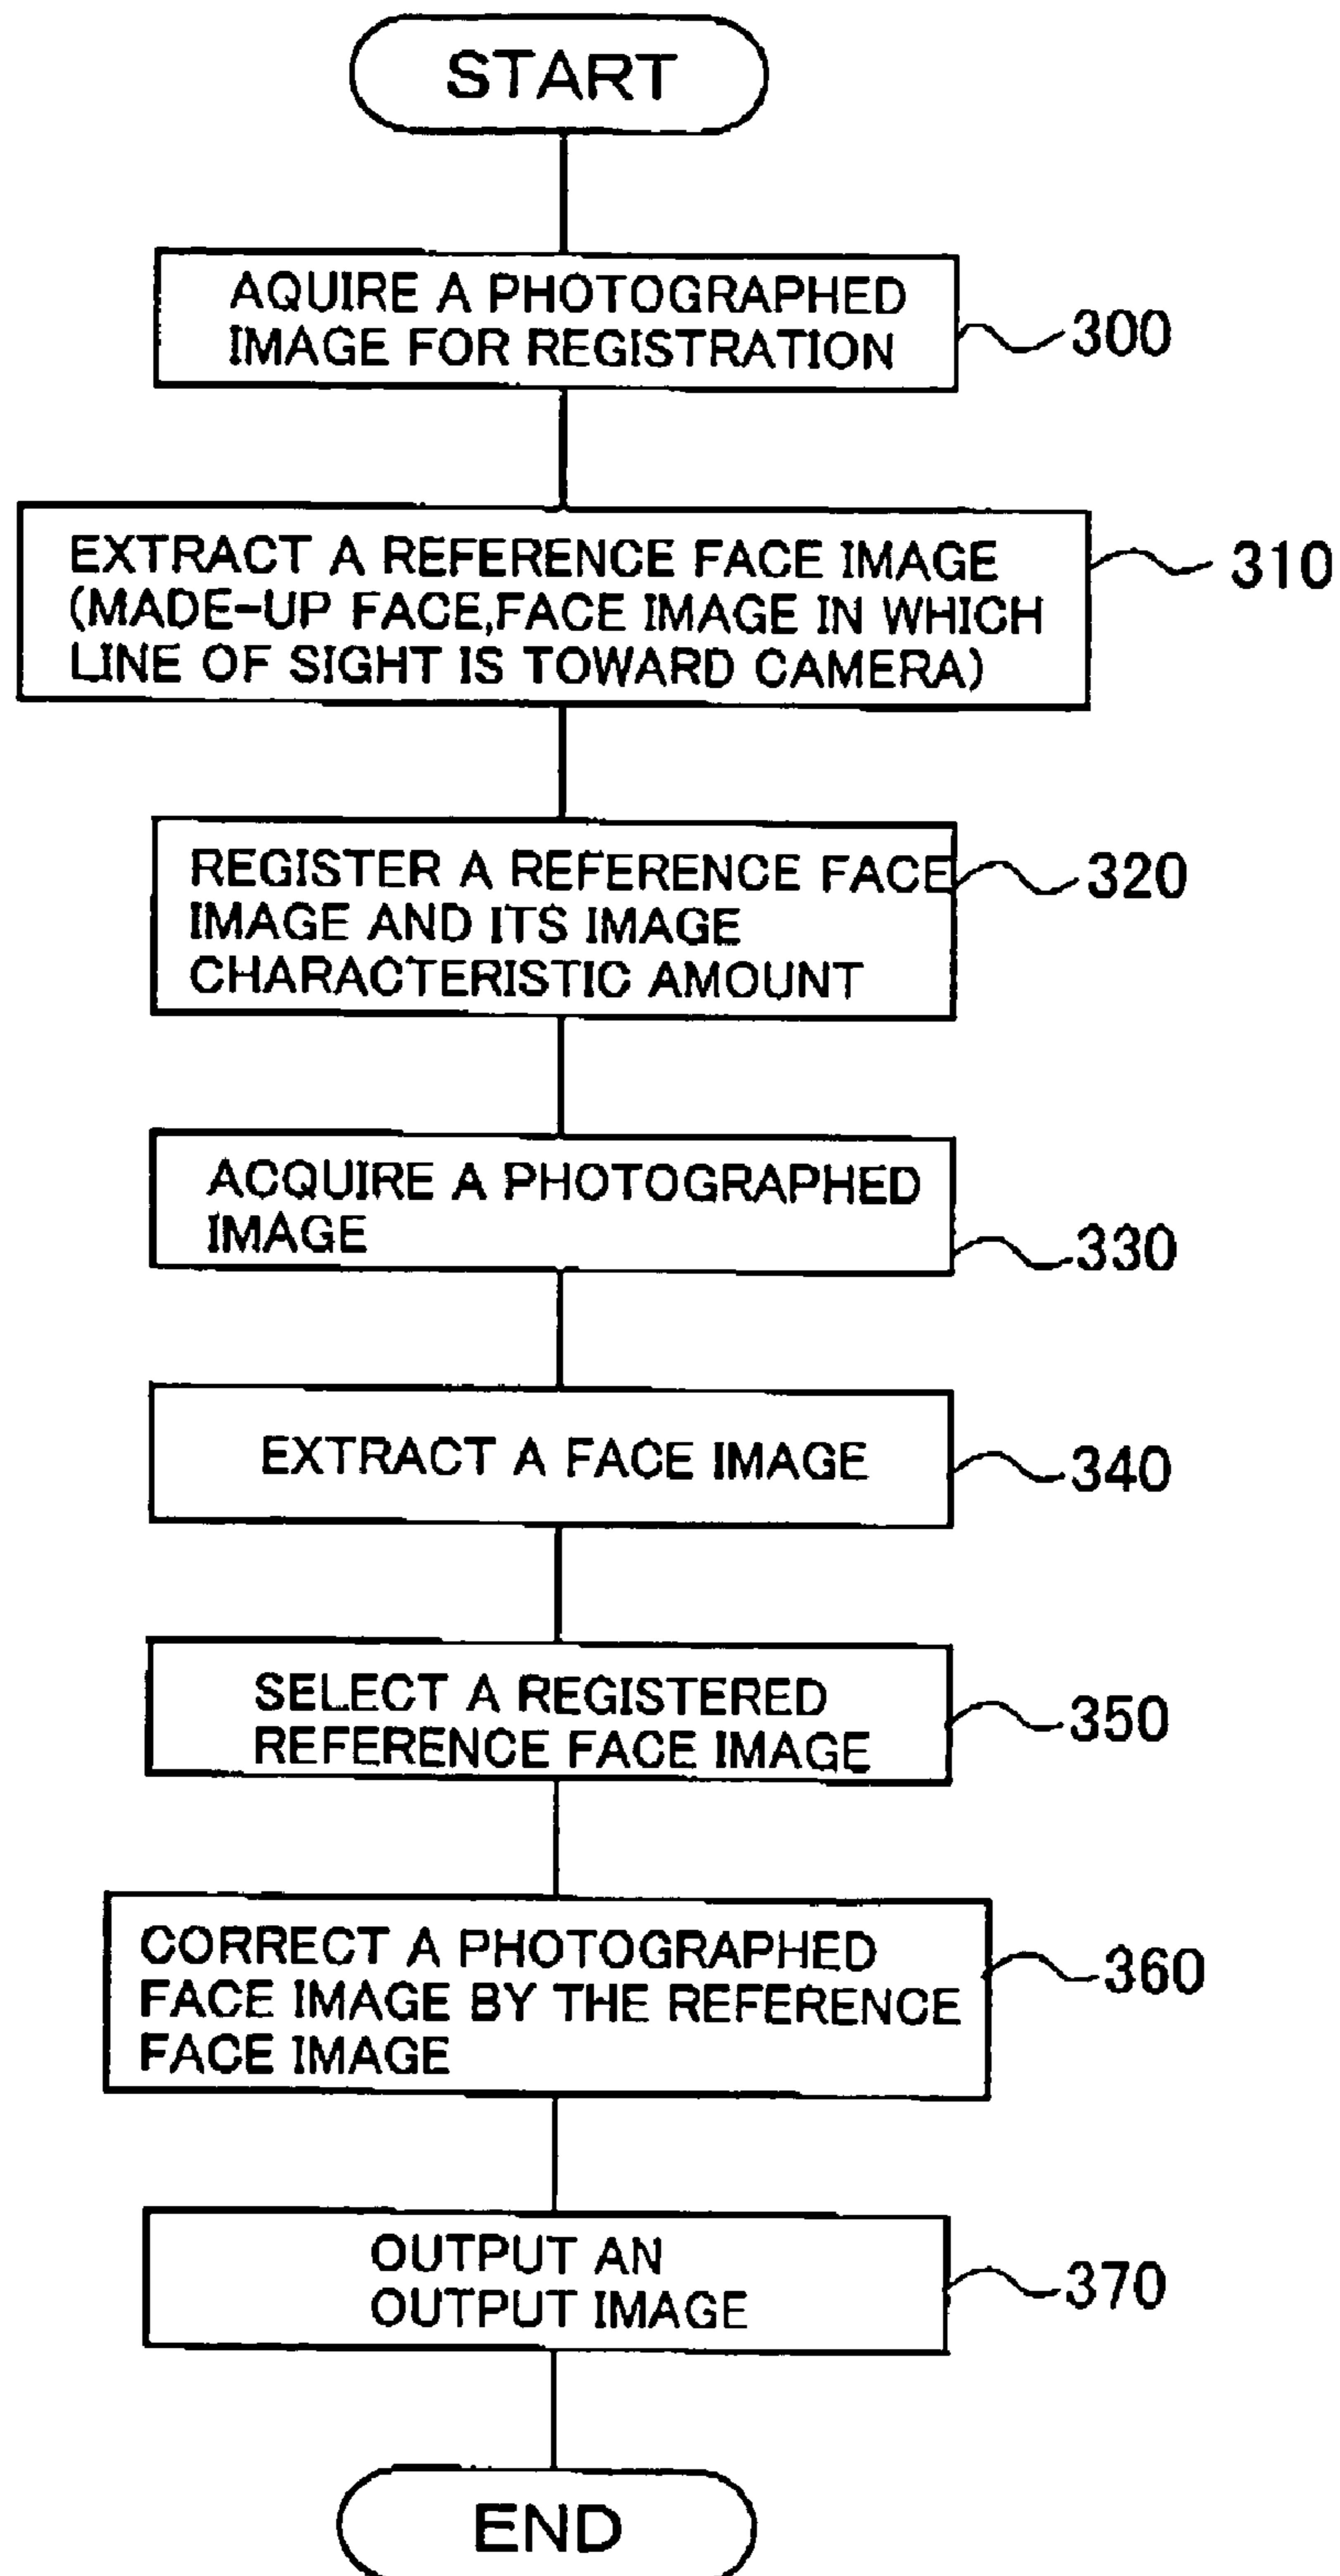 START
AQUIRE A PHOTOGRAPHED
IMAGE FOR REGISTRATION
300
EXTRACT A REFERENCE FACE IMAGE
(MADE-UP FACE,FACE IMAGE IN WHICH
LINE OF SIGHT IS TOWARD CAMERA)
310
REGISTER A REFERENCE FACE
IMAGE AND ITS IMAGE
CHARACTERISTIC AMOUNT
320
ACQUIRE A PHOTOGRAPHED
IMAGE
330
EXTRACT A FACE IMAGE
340
SELECT A REGISTERED
REFERENCE FACE IMAGE
350
CORRECT A PHOTOGRAPHED
FACE IMAGE BY THE REFERENCE
FACE IMAGE
360
OUTPUT AN
OUTPUT IMAGE
370
END